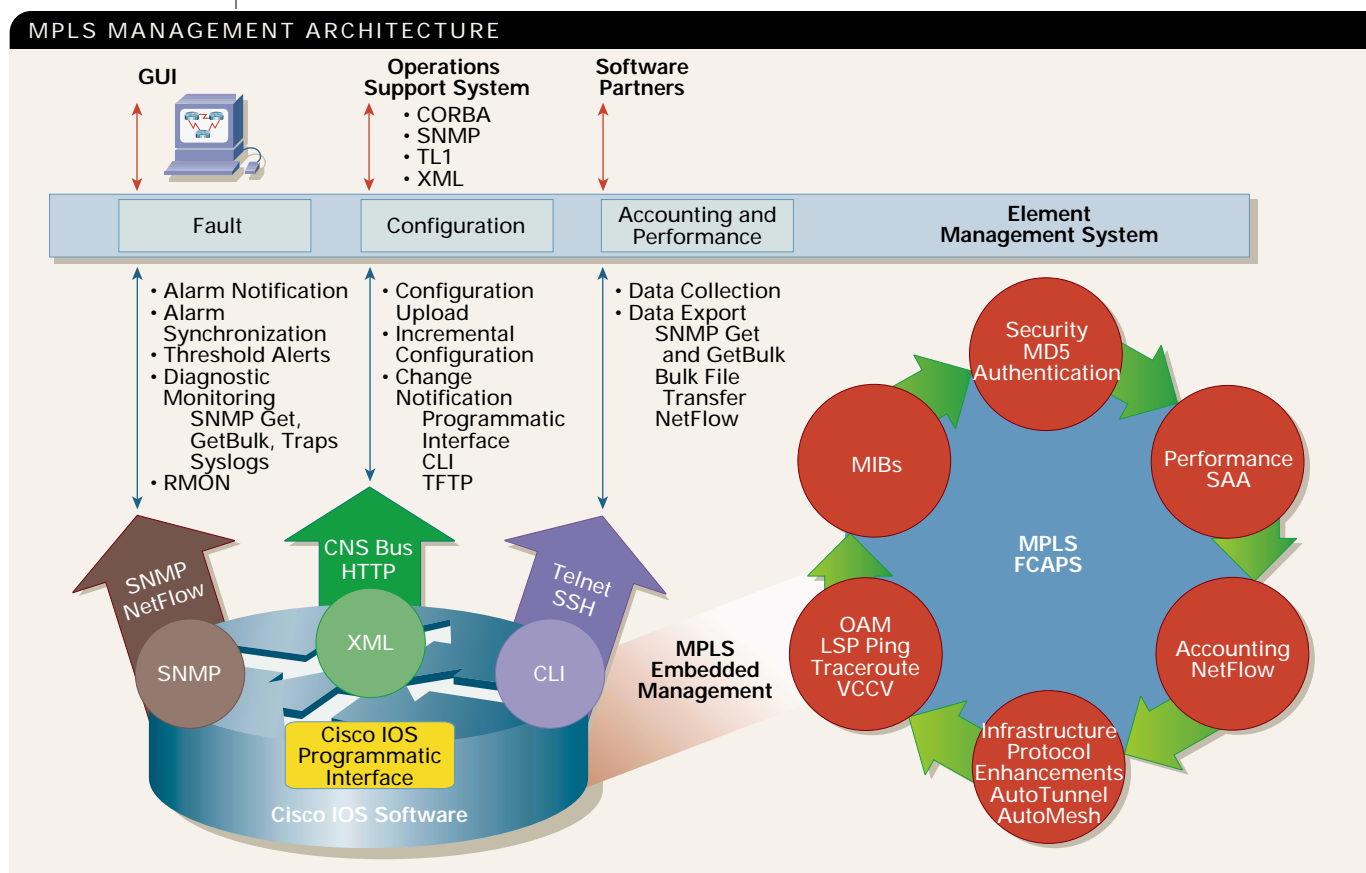 MPLS MANAGEMENT ARCHITECTURE
GUI
Operations
Support System
• CORBA
• SNMP
• TL1
• XML
Software
Partners
Fault
Configuration
Accounting and
Performance
Element
Management System
• Alarm Notification
• Alarm
Synchronization
• Threshold Alerts
• Diagnostic
Monitoring
SNMP Get,
GetBulk, Traps
Syslogs
• RMON
• Configuration
Upload
• Incremental
Configuration
• Change
Notification
Programmatic
Interface
CLI
TFTP
• Data Collection
• Data Export
SNMP Get
and GetBulk
Bulk File
Transfer
NetFlow
SNMP
NetFlow
SNMP
CNS Bus
HTTP
XML
Telnet
SSH
CLI
Cisco IOS
Programmatic
Interface
Cisco IOS Software
MPLS
Embedded
Management
Security
MD5
Authentication
Performance
SAA
Accounting
NetFlow
Infrastructure
Protocol
Enhancements
AutoTunnel
AutoMesh
OAM
LSP Ping
Traceroute
VCCV
MIBs
MPLS
FCAPS